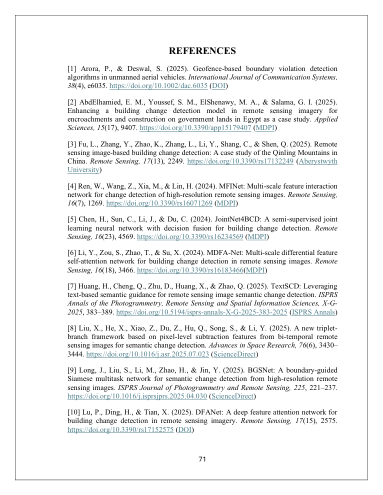 REFERENCES
[1] Arora, P., & Deswal, S. (2025). Geofence-based boundary violation detection
algorithms in unmanned aerial vehicles. International Journal of Communication Systems,
38(4), e6035. https://doi.org/10.1002/dac.6035 (DOI)
[2] AbdElhamied, E. M., Youssef, S. M., ElShenawy, M. A., & Salama, G. I. (2025).
Enhancing a building change detection model in remote sensing imagery for
encroachments and construction on government lands in Egypt as a case study. Applied
Sciences, 15(17), 9407. https://doi.org/10.3390/app15179407 (MDPI)
[3] Fu, L., Zhang, Y., Zhao, K., Zhang, L., Li, Y., Shang, C., & Shen, Q. (2025). Remote
sensing image-based building change detection: A case study of the Qinling Mountains in
China. Remote Sensing, 17(13), 2249. https://doi.org/10.3390/rs17132249 (Aberystwyth
University)
[4] Ren, W., Wang, Z., Xia, M., & Lin, H. (2024). MFINet: Multi-scale feature interaction
network for change detection of high-resolution remote sensing images. Remote Sensing,
16(7), 1269. https://doi.org/10.3390/rs16071269 (MDPI)
[5] Chen, H., Sun, C., Li, J., & Du, C. (2024). JointNet4BCD: A semi-supervised joint
learning neural network with decision fusion for building change detection. Remote
Sensing, 16(23), 4569. https://doi.org/10.3390/rs16234569 (MDPI)
[6] Li, Y., Zou, S., Zhao, T., & Su, X. (2024). MDFA-Net: Multi-scale differential feature
self-attention network for building change detection in remote sensing images. Remote
Sensing, 16(18), 3466. https://doi.org/10.3390/rs16183466(MDPI)
[7] Huang, H., Cheng, Q., Zhu, D., Huang, X., & Zhao, Q. (2025). TextSCD: Leveraging
text-based semantic guidance for remote sensing image semantic change detection. ISPRS
Annals of the Photogrammetry, Remote Sensing and Spatial Information Sciences, X-G-
2025, 383–389. https://doi.org/10.5194/isprs-annals-X-G-2025-383-2025 (ISPRS Annals)
[8] Liu, X., He, X., Xiao, Z., Du, Z., Hu, Q., Song, S., & Li, Y. (2025). A new triplet-
branch framework based on pixel-level subtraction features from bi-temporal remote
sensing images for semantic change detection. Advances in Space Research, 76(6), 3430–
3444. https://doi.org/10.1016/j.asr.2025.07.023 (ScienceDirect)
[9] Long, J., Liu, S., Li, M., Zhao, H., & Jin, Y. (2025). BGSNet: A boundary-guided
Siamese multitask network for semantic change detection from high-resolution remote
sensing images. ISPRS Journal of Photogrammetry and Remote Sensing, 225, 221–237.
https://doi.org/10.1016/j.isprsjprs.2025.04.030 (ScienceDirect)
[10] Lu, P., Ding, H., & Tian, X. (2025). DFANet: A deep feature attention network for
building change detection in remote sensing imagery. Remote Sensing, 17(15), 2575.
https://doi.org/10.3390/rs17152575 (DOI)
71